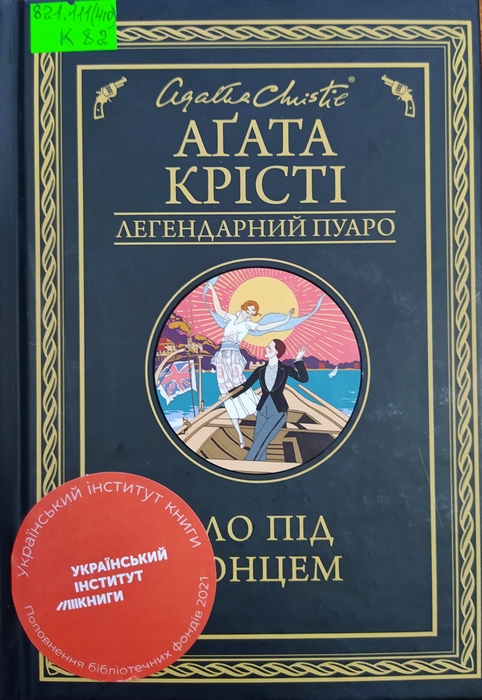 821.111(410)
К 82
Agatha Christie®
АҐАТА
КРІСТІ
ЛЕГЕНДАРНИЙ ПУАРО
ЛО ПІД
ОНЦЕМ
Український інститут книги
УКРАЇНСЬКИЙ
ІНСТИТУТ
КНИГИ
Поповнення бібліотечних фондів 2021